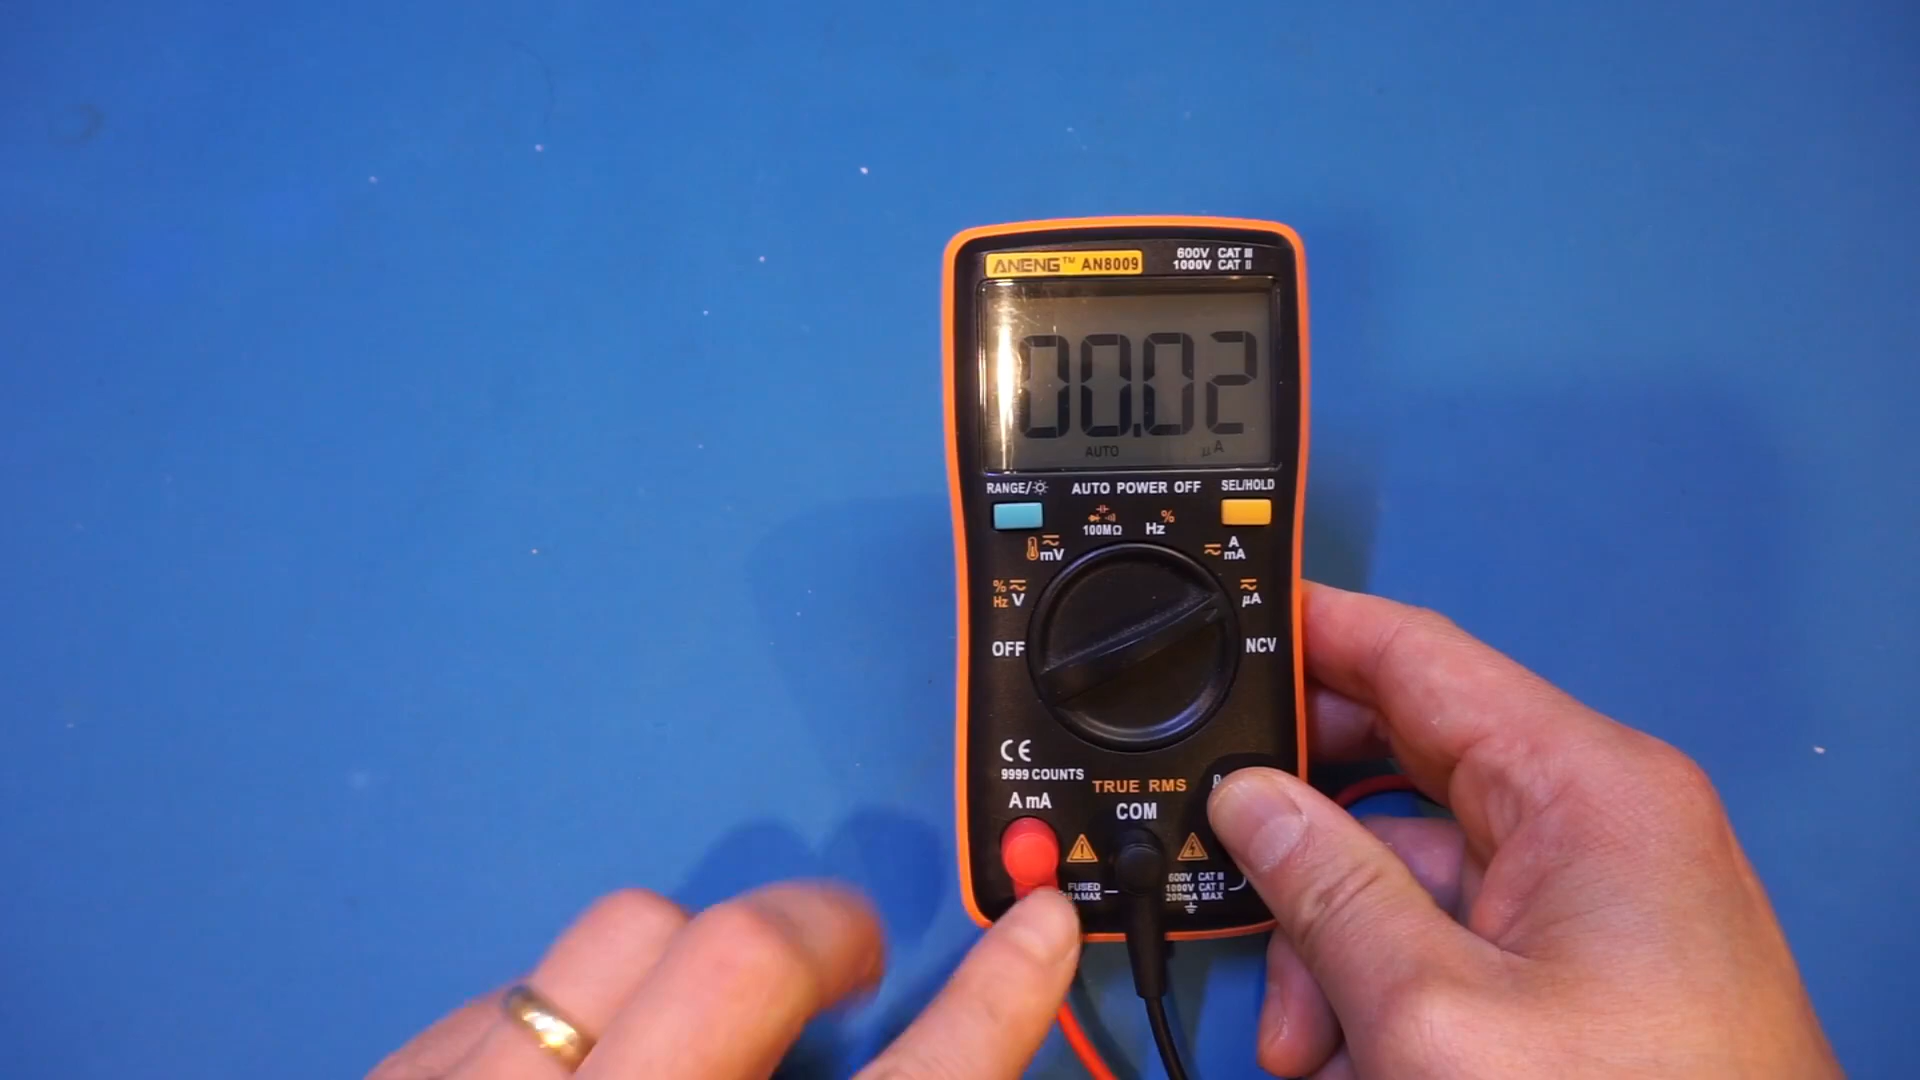 ANENG™ AN8009
600V CAT III
1000V CAT II
00.02
AUTO
µA
RANGE/
AUTO POWER OFF
SEL/HOLD
100MΩ
Hz %
mV
A
mA
% Hz V
µA
OFF
NCV
CE
9999 COUNTS
TRUE RMS
A mA
COM
FUSED
A MAX
600V CAT III
1000V CAT II
200mA MAX